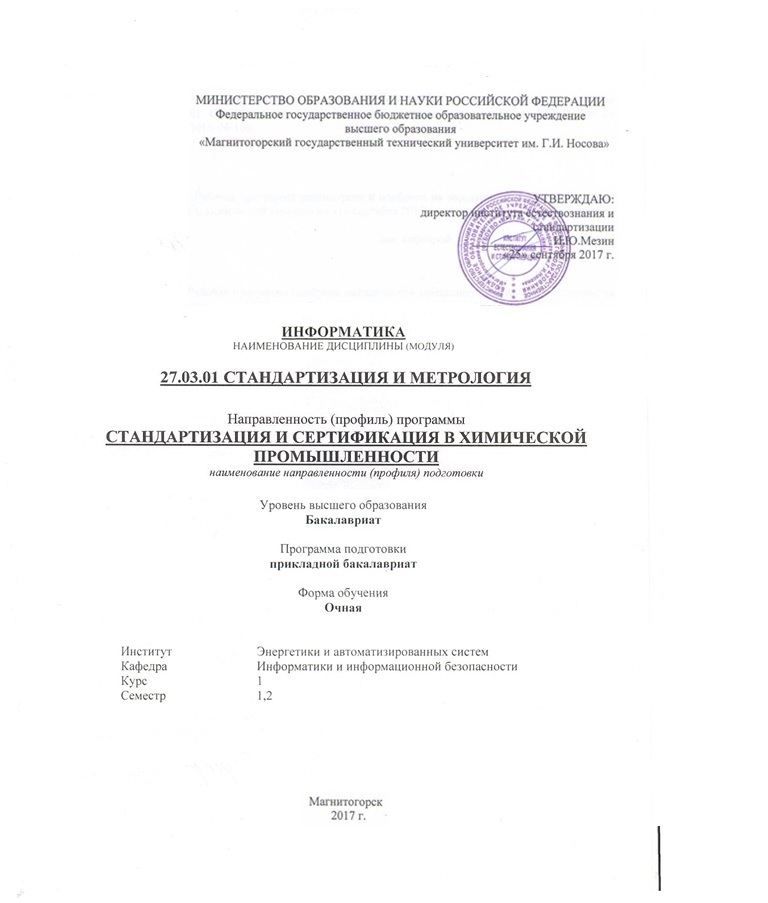 МИНИСТЕРСТВО ОБРАЗОВАНИЯ И НАУКИ РОССИЙСКОЙ ФЕДЕРАЦИИ
Федеральное государственное бюджетное образовательное учреждение
высшего образования
«Магнитогорский государственный технический университет им. Г.И. Носова»
УТВЕРЖДАЮ:
директор института естествознания и
стандартизации
И.Ю.Мезин
«25» сентября 2017 г.
ИНФОРМАТИКА
НАИМЕНОВАНИЕ ДИСЦИПЛИНЫ (МОДУЛЯ)
27.03.01 СТАНДАРТИЗАЦИЯ И МЕТРОЛОГИЯ
Направленность (профиль) программы
СТАНДАРТИЗАЦИЯ И СЕРТИФИКАЦИЯ В ХИМИЧЕСКОЙ
ПРОМЫШЛЕННОСТИ
наименование направленности (профиля) подготовки
Уровень высшего образования
Бакалавриат
Программа подготовки
прикладной бакалавриат
Форма обучения
Очная
Институт Энергетики и автоматизированных систем
Кафедра Информатики и информационной безопасности
Курс 1
Семестр 1,2
Магнитогорск
2017 г.